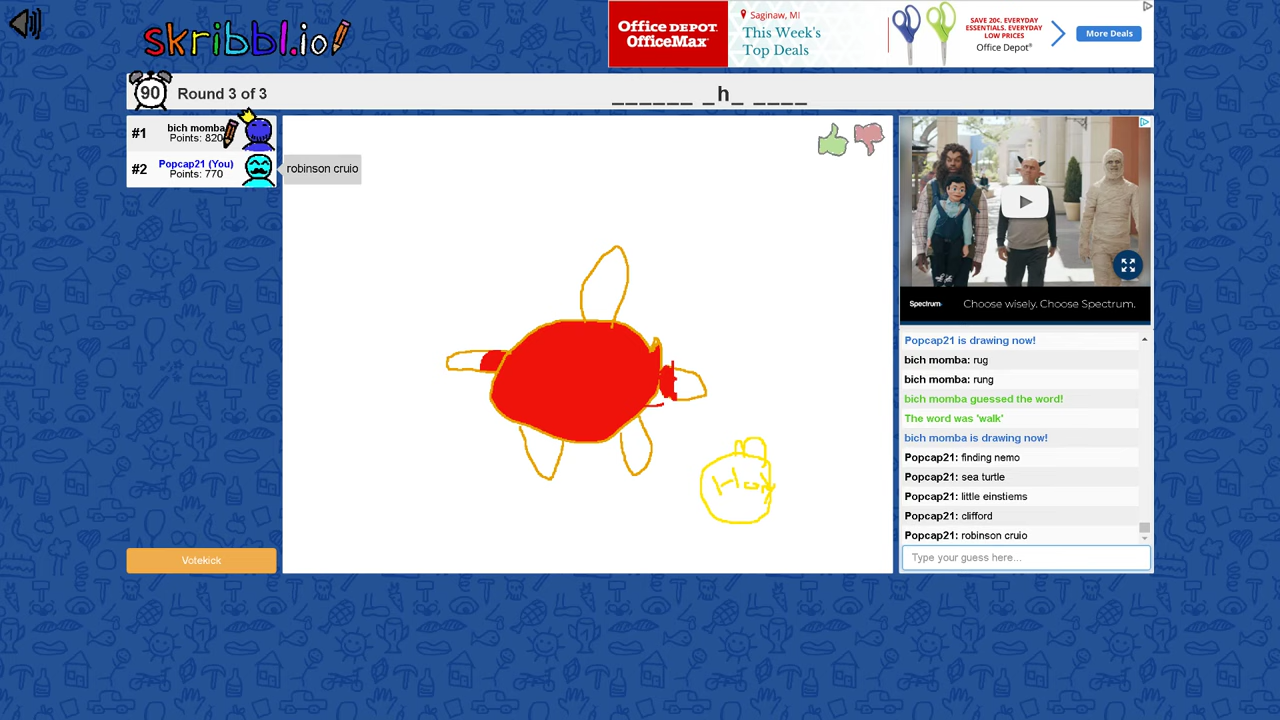 skribbl.io
OFFICE DEPOT
OfficeMax
Saginaw, MI
This Week's
Top Deals
SAVE 20¢. EVERYDAY
ESSENTIALS. EVERYDAY
LOW PRICES
Office Depot
More Deals
90
Round 3 of 3
______ _h_ ____
#1
bich momba
Points: 820
#2
Popcap21 (You)
Points: 770
robinson cruio
Spectrum
Choose wisely. Choose Spectrum.
Popcap21 is drawing now!
bich momba: rug
bich momba: rung
bich momba guessed the word!
The word was 'walk'
bich momba is drawing now!
Popcap21: finding nemo
Popcap21: sea turtle
Popcap21: little einstiems
Popcap21: clifford
Popcap21: robinson cruio
Type your guess here...
Votekick